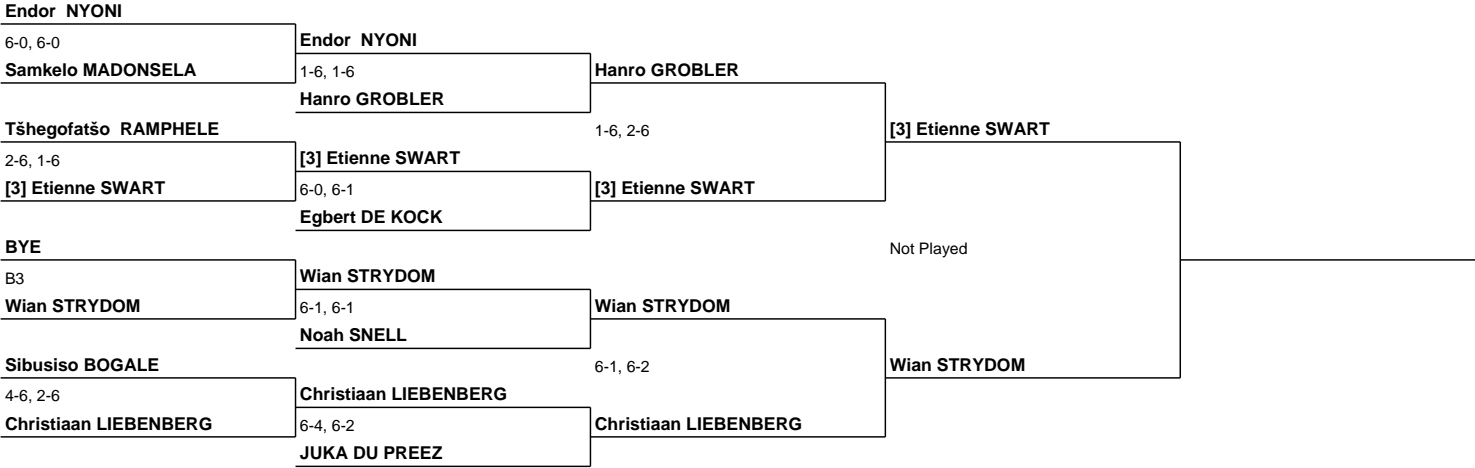 Endor  NYONI
6-0, 6-0
Samkelo MADONSELA
Tšhegofatšo  RAMPHELE
2-6, 1-6
[3] Etienne SWART
BYE
B3
Wian STRYDOM
Sibusiso BOGALE
4-6, 2-6
Christiaan LIEBENBERG
Endor  NYONI
1-6, 1-6
Hanro GROBLER
[3] Etienne SWART
6-0, 6-1
Egbert DE KOCK
Wian STRYDOM
6-1, 6-1
Noah SNELL
Christiaan LIEBENBERG
6-4, 6-2
JUKA DU PREEZ
Hanro GROBLER
1-6, 2-6
[3] Etienne SWART
Wian STRYDOM
6-1, 6-2
Christiaan LIEBENBERG
[3] Etienne SWART
Not Played
Wian STRYDOM